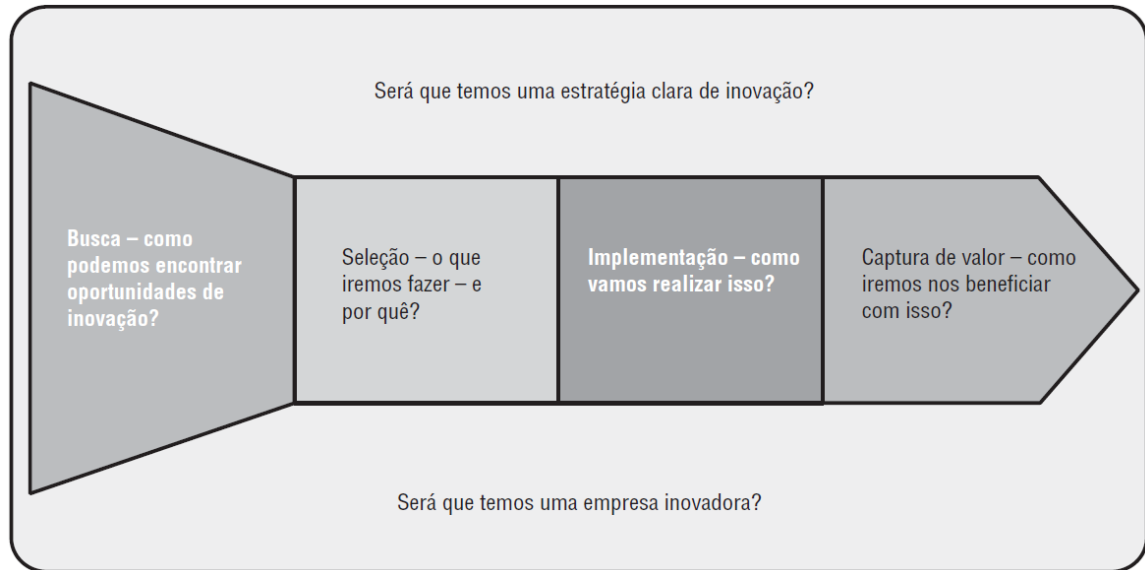 Será que temos uma estratégia clara de inovação?
Busca – como
podemos encontrar
oportunidades de
inovação?
Seleção – o que
iremos fazer – e
por quê?
Implementação – como
vamos realizar isso?
Captura de valor – como
iremos nos beneficiar
com isso?
Será que temos uma empresa inovadora?